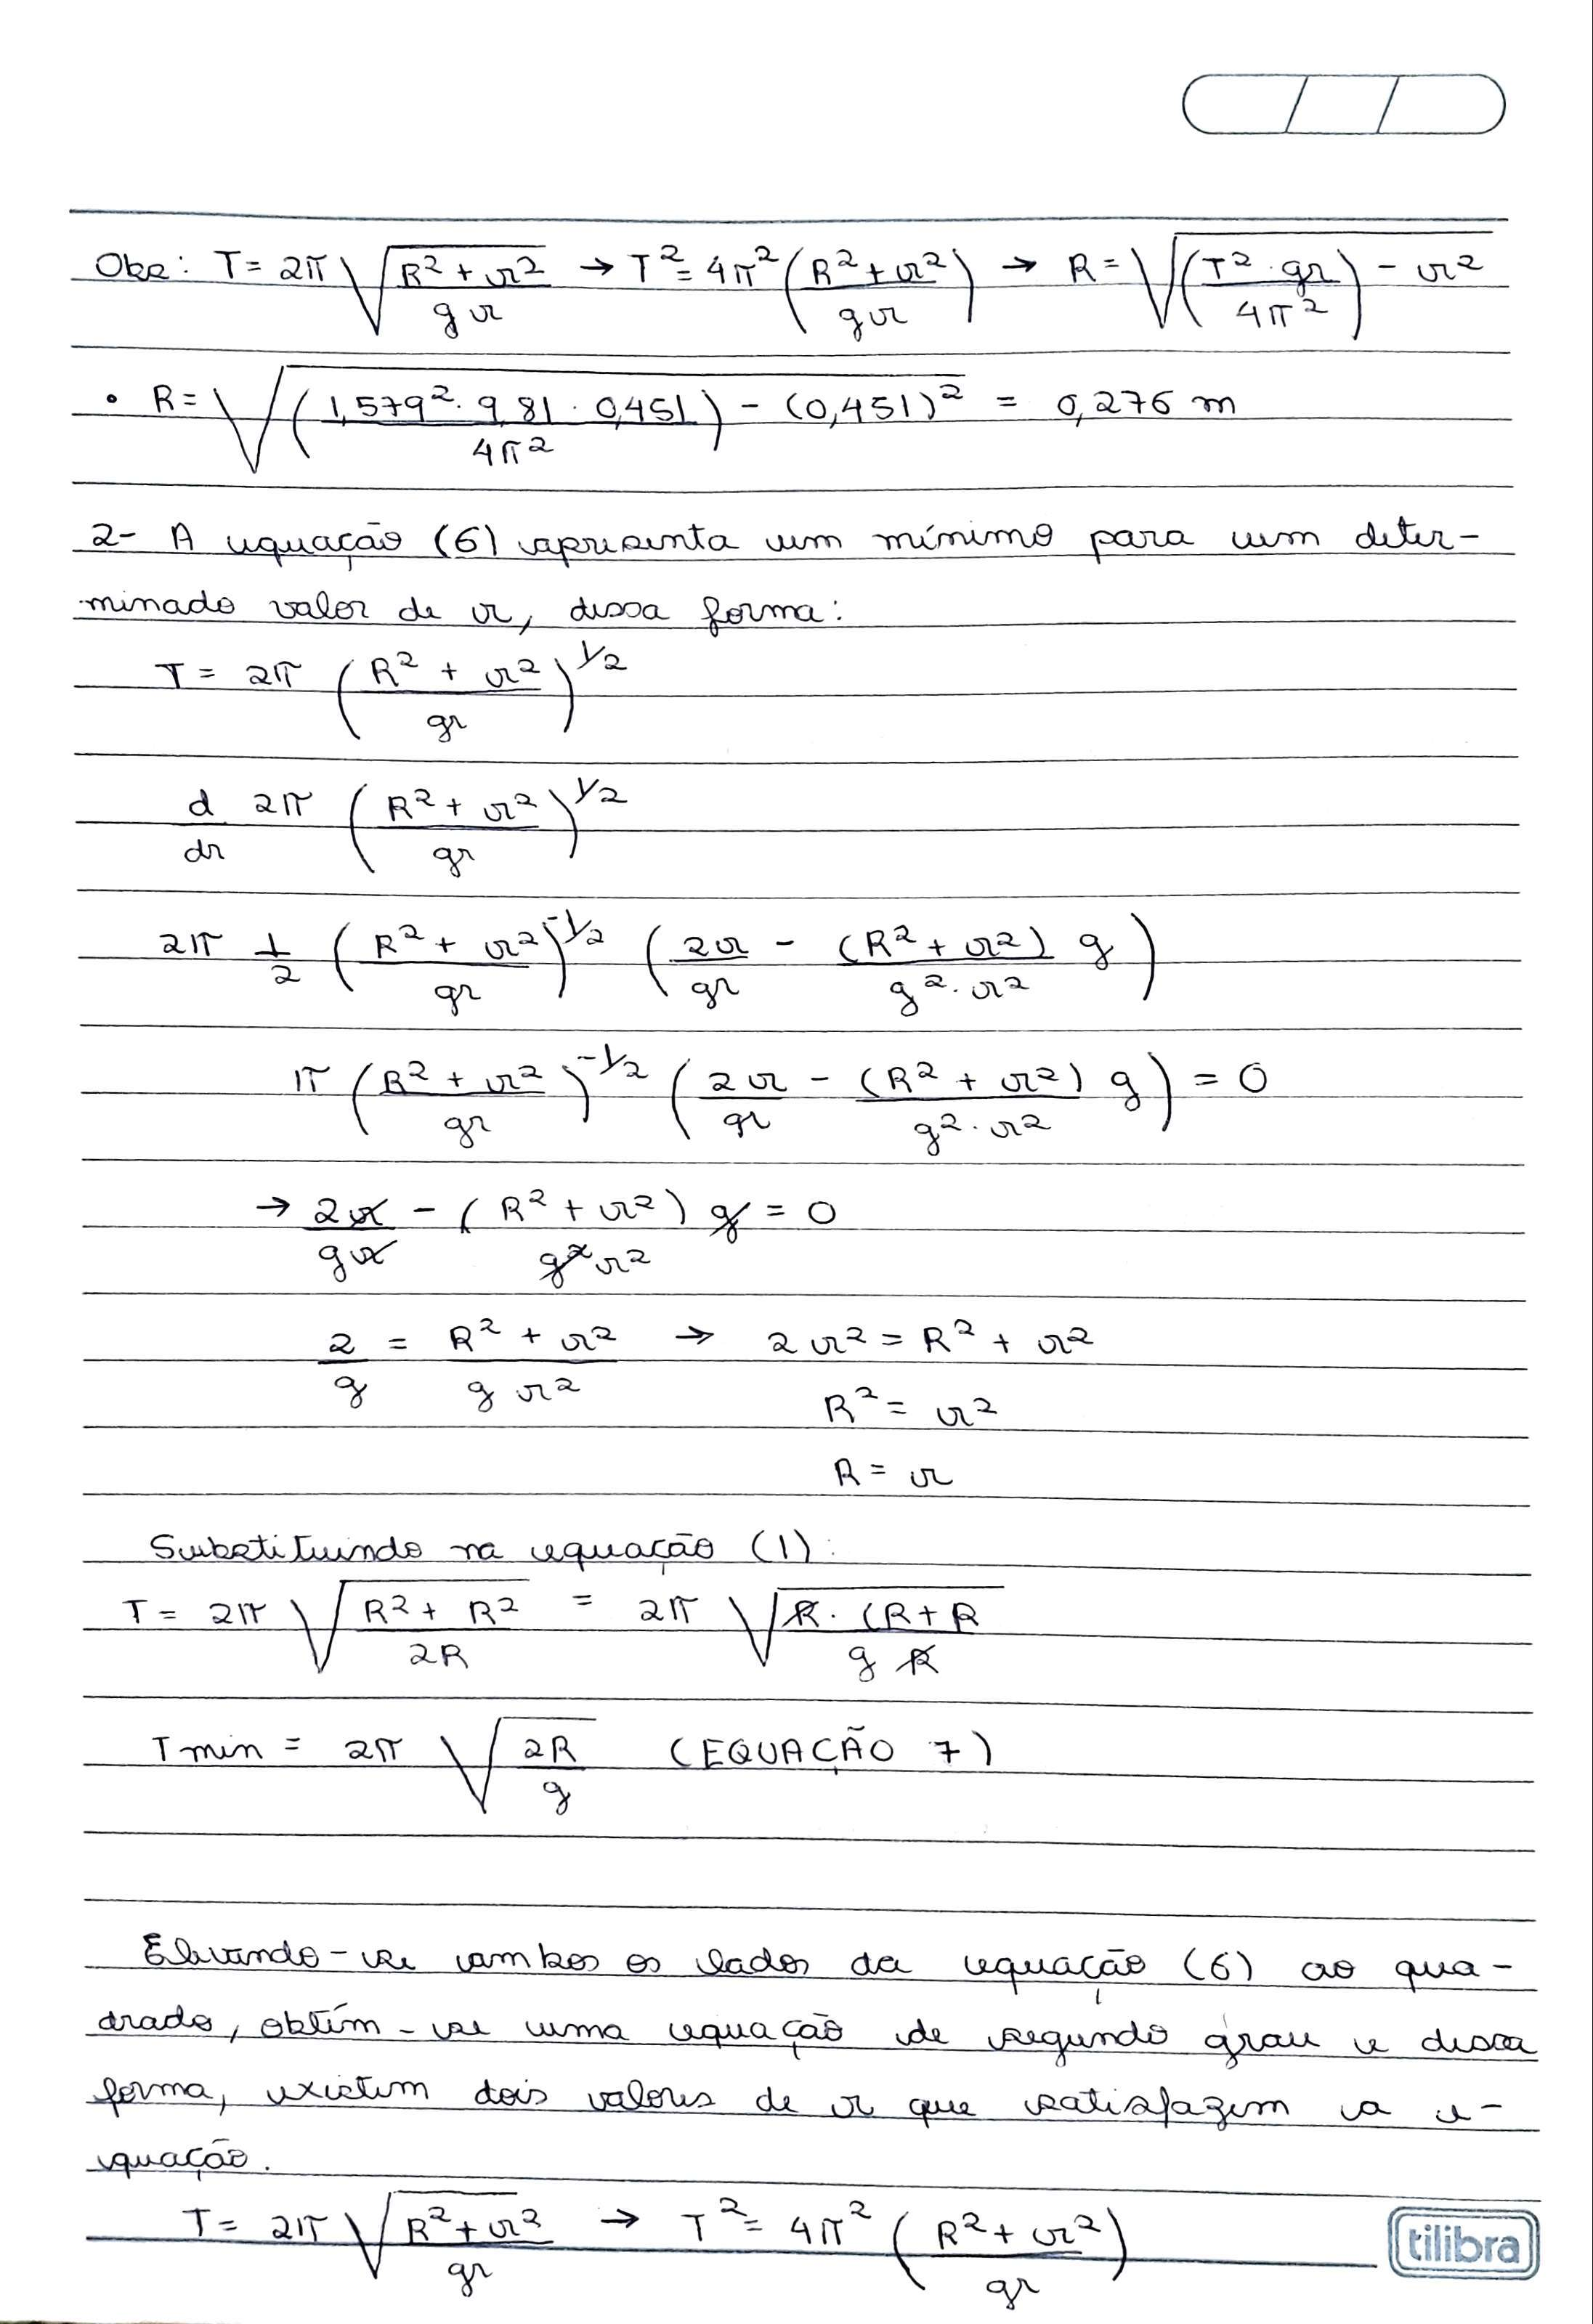 Obs: T = 2π √((R² + r²)/(g r)) → T² = 4π² ((R² + r²)/(g r)) → R = √(((T² · gr)/(4π²)) - r²)
• R = √(((1,579² · 9,81 · 0,451)/(4π²)) - (0,451)²) = 0,276 m
2- A equação (6) apresenta um mínimo para um deter-
minado valor de r, dessa forma:
T = 2π ((R² + r²)/(gr))^1/2
d/dr 2π ((R² + r²)/(gr))^1/2
2π 1/2 ((R² + r²)/(gr))^-1/2 ((2r)/(gr) - ((R² + r²))/(g² · r²) g)
π ((R² + r²)/(gr))^-1/2 ((2r)/(gr) - ((R² + r²))/(g² · r²) g) = 0
→ (2r)/(gr) - ((R² + r²) g)/(g² r²) = 0
2/g = (R² + r²)/(g r²) → 2r² = R² + r²
R² = r²
R = r
Substituindo na equação (1):
T = 2π √((R² + R²)/(2R)) = 2π √((R · (R + R)/(g R))
Tmin = 2π √((2R)/g) (EQUAÇÃO 7)
Elevando-se ambos os lados da equação (6) ao qua-
drado, obtém-se uma equação de segundo grau e dessa
forma, existem dois valores de r que satisfazem a e-
quação.
T = 2π √((R² + r²)/(gr)) → T² = 4π² ((R² + r²)/(gr))
tilibra